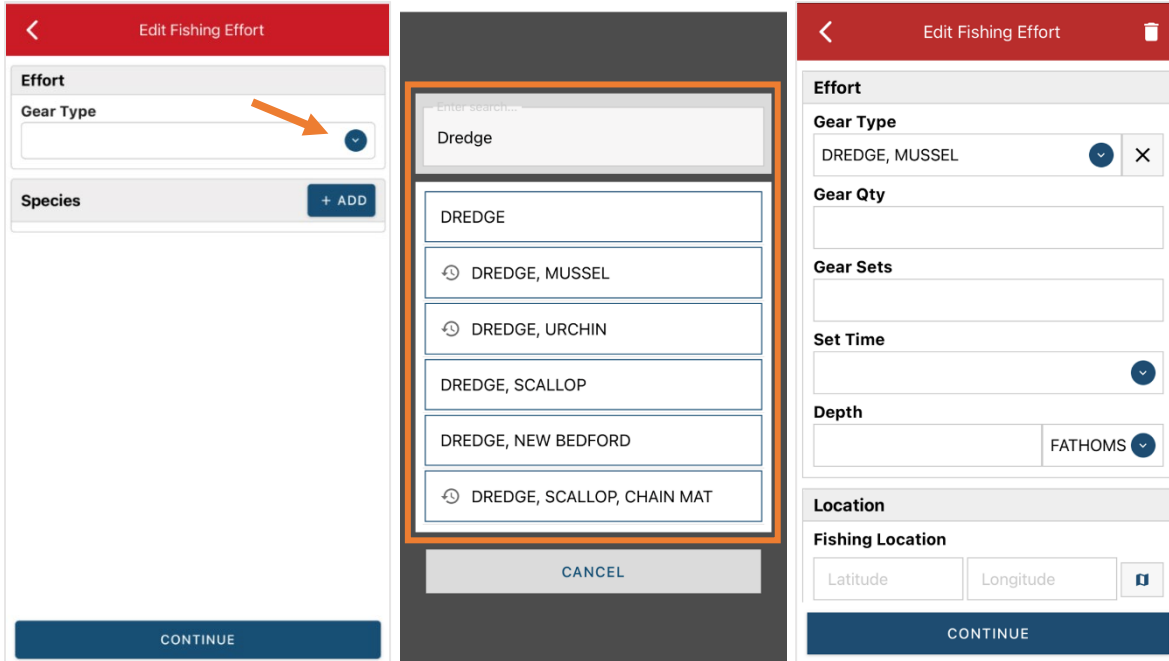 Edit Fishing Effort
Effort
Gear Type
Species
+ ADD
CONTINUE
Enter search...
Dredge
DREDGE
DREDGE, MUSSEL
DREDGE, URCHIN
DREDGE, SCALLOP
DREDGE, NEW BEDFORD
DREDGE, SCALLOP, CHAIN MAT
CANCEL
Edit Fishing Effort
Effort
Gear Type
DREDGE, MUSSEL
Gear Qty
Gear Sets
Set Time
Depth
FATHOMS
Location
Fishing Location
Latitude Longitude
CONTINUE